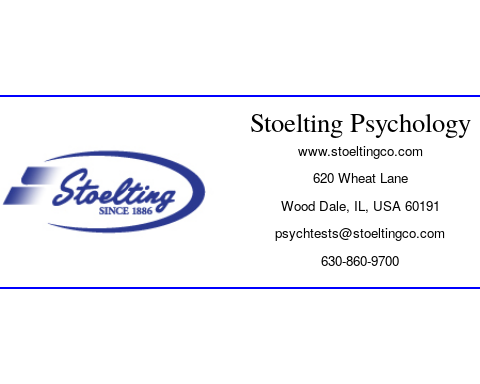 Stoelting
SINCE 1886
Stoelting Psychology
www.stoeltingco.com
620 Wheat Lane
Wood Dale, IL, USA 60191
psychtests@stoeltingco.com
630-860-9700